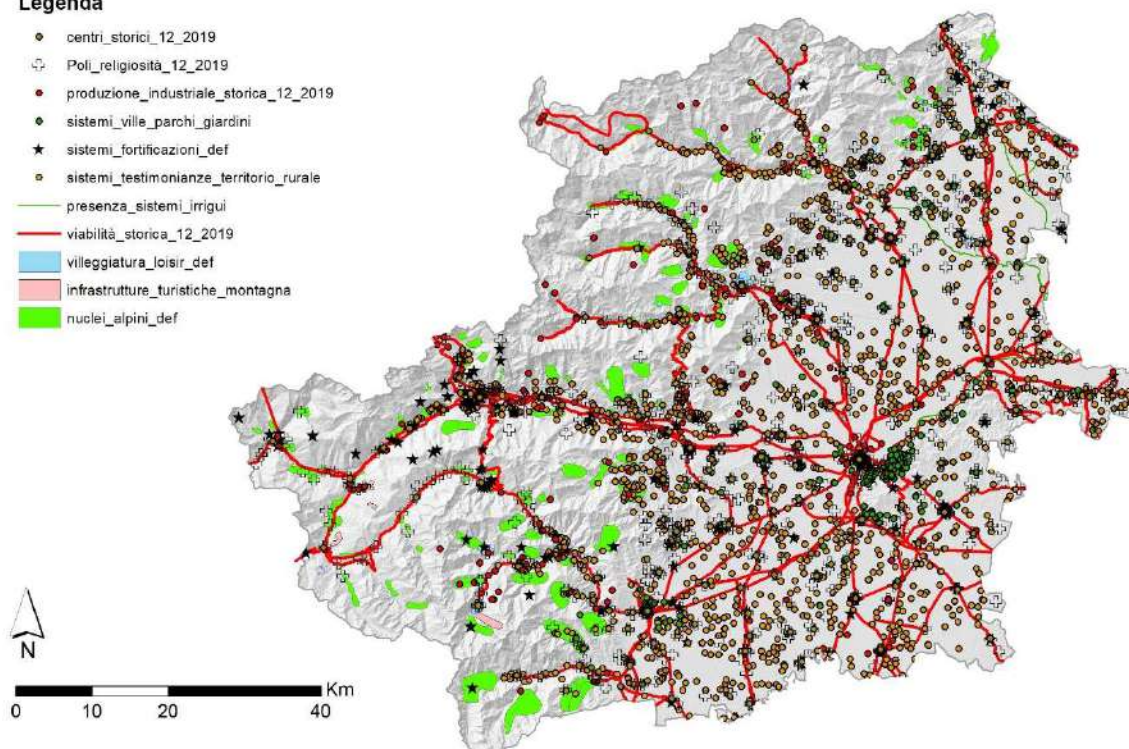 Legenda
centri_storici_12_2019
Poli_religiosità_12_2019
produzione_industriale_storica_12_2019
sistemi_ville_parchi_giardini
sistemi_fortificazioni_def
sistemi_testimonianze_territorio_rurale
presenza_sistemi_irrigui
viabilità_storica_12_2019
villeggiatura_loisir_def
infrastrutture_turistiche_montagna
nuclei_alpini_def
N
Km
0 10 20 40